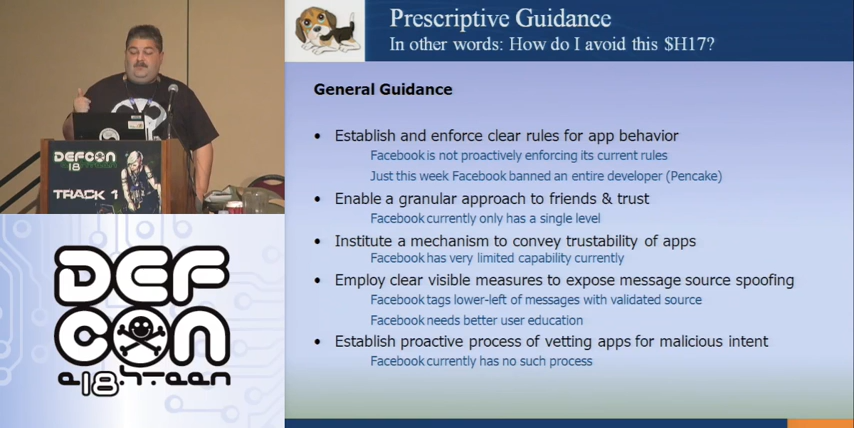 Prescriptive Guidance
In other words: How do I avoid this $H17?
General Guidance
• Establish and enforce clear rules for app behavior
Facebook is not proactively enforcing its current rules
Just this week Facebook banned an entire developer (Pencake)
• Enable a granular approach to friends & trust
Facebook currently only has a single level
• Institute a mechanism to convey trustability of apps
Facebook has very limited capability currently
• Employ clear visible measures to expose message source spoofing
Facebook tags lower-left of messages with validated source
Facebook needs better user education
• Establish proactive process of vetting apps for malicious intent
Facebook currently has no such process
DEFCON
18
TRACK 1
DEF
CON
e18.hteen